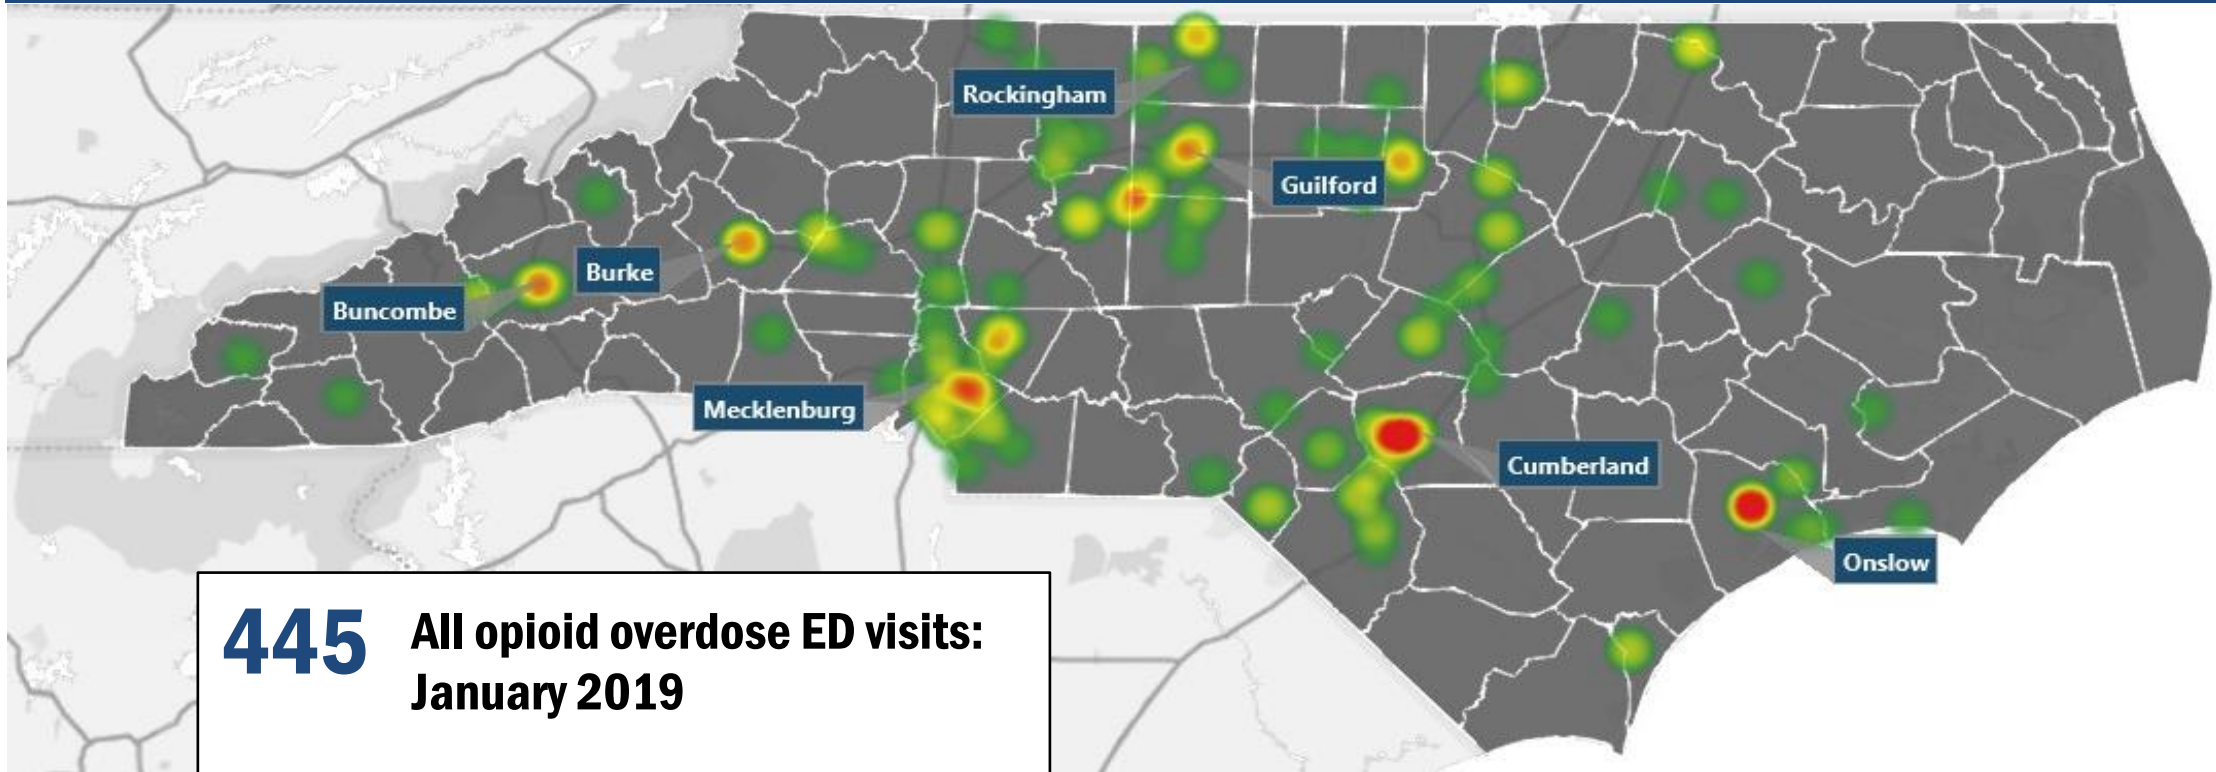 Rockingham
Guilford
Burke
Buncombe
Mecklenburg
Cumberland
Onslow
445
All opioid overdose ED visits:
January 2019